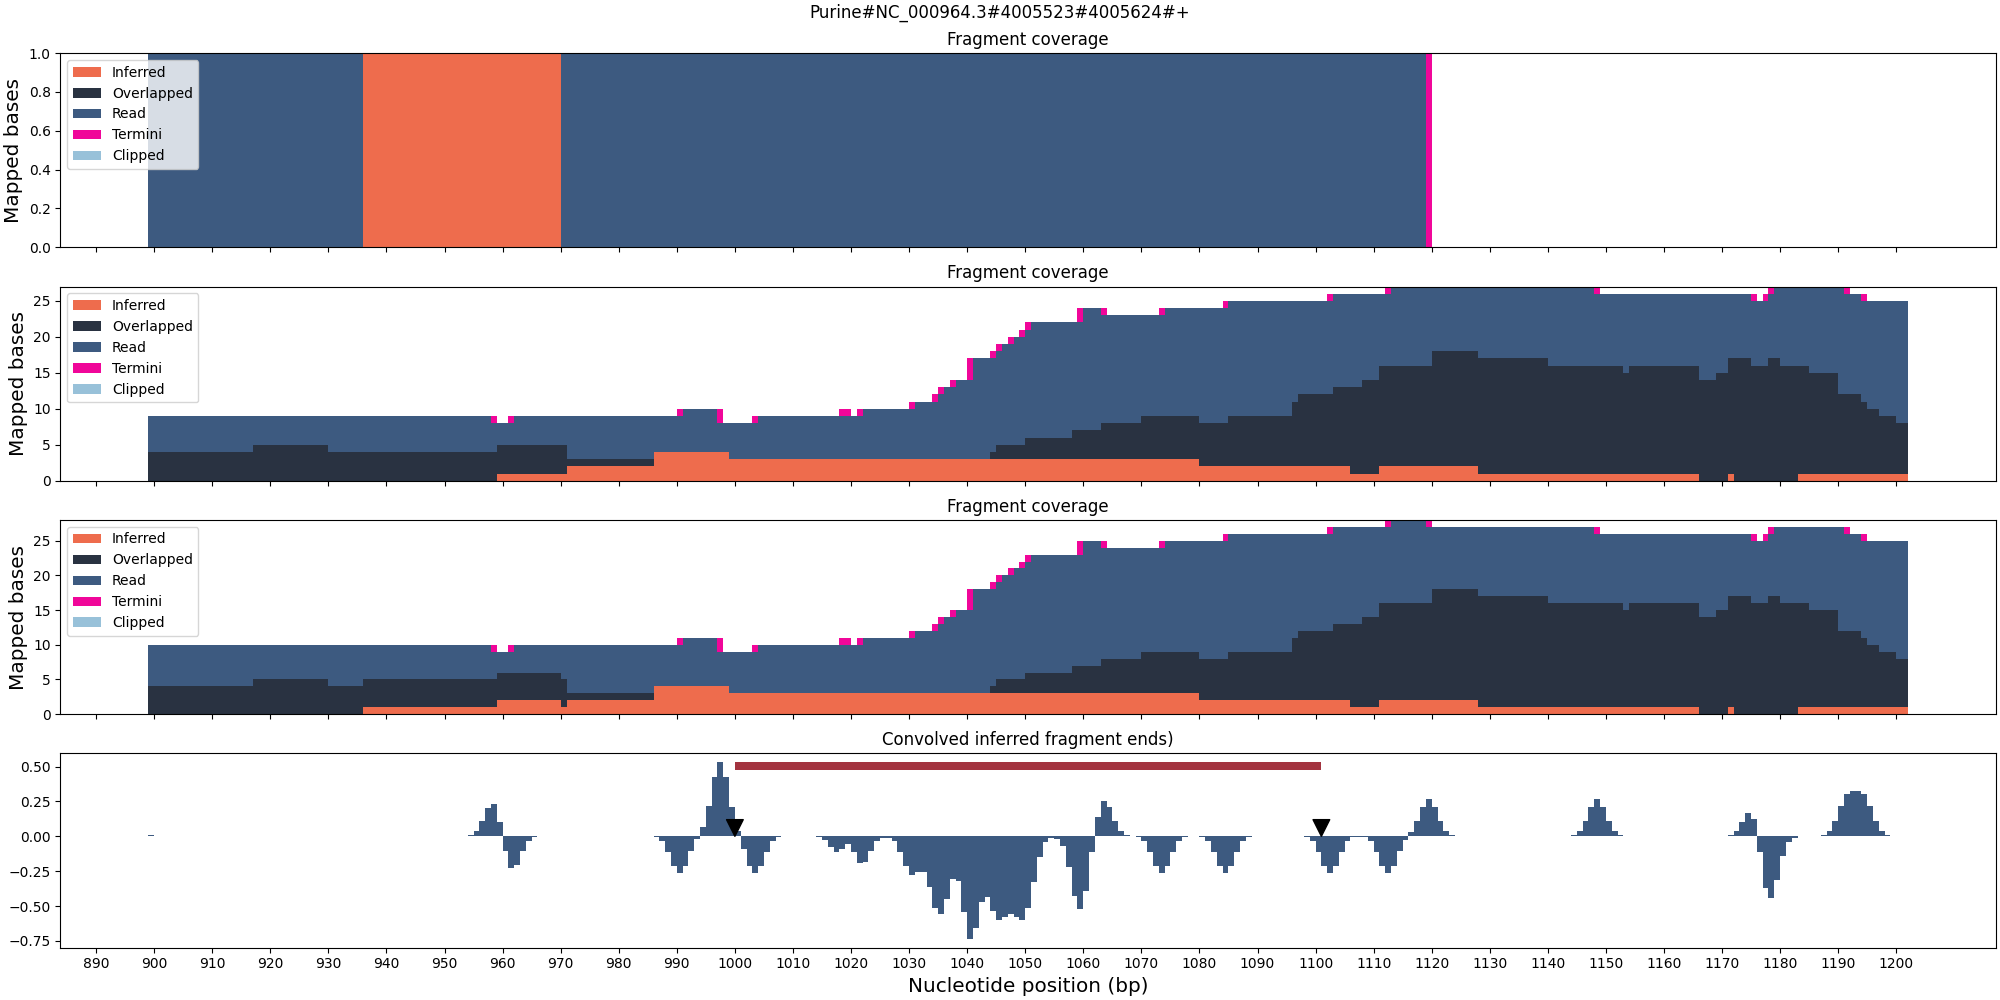 Purine#NC_000964.3#4005523#4005624#+
Fragment coverage
Mapped bases
1.0
0.8
0.6
0.4
0.2
0.0
Inferred
Overlapped
Read
Termini
Clipped
Fragment coverage
Mapped bases
25
20
15
10
5
0
Inferred
Overlapped
Read
Termini
Clipped
Fragment coverage
Mapped bases
25
20
15
10
5
0
Inferred
Overlapped
Read
Termini
Clipped
Convolved inferred fragment ends)
0.50
0.25
0.00
−0.25
−0.50
−0.75
890 900 910 920 930 940 950 960 970 980 990 1000 1010 1020 1030 1040 1050 1060 1070 1080 1090 1100 1110 1120 1130 1140 1150 1160 1170 1180 1190 1200
Nucleotide position (bp)